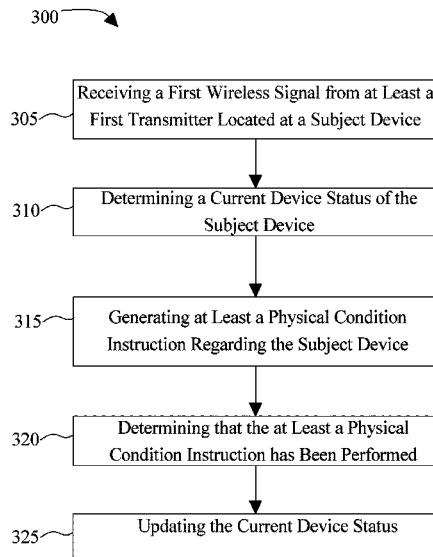 300
305
Receiving a First Wireless Signal from at Least a
First Transmitter Located at a Subject Device
310
Determining a Current Device Status of the
Subject Device
315
Generating at Least a Physical Condition
Instruction Regarding the Subject Device
320
Determining that the at Least a Physical
Condition Instruction has Been Performed
325
Updating the Current Device Status